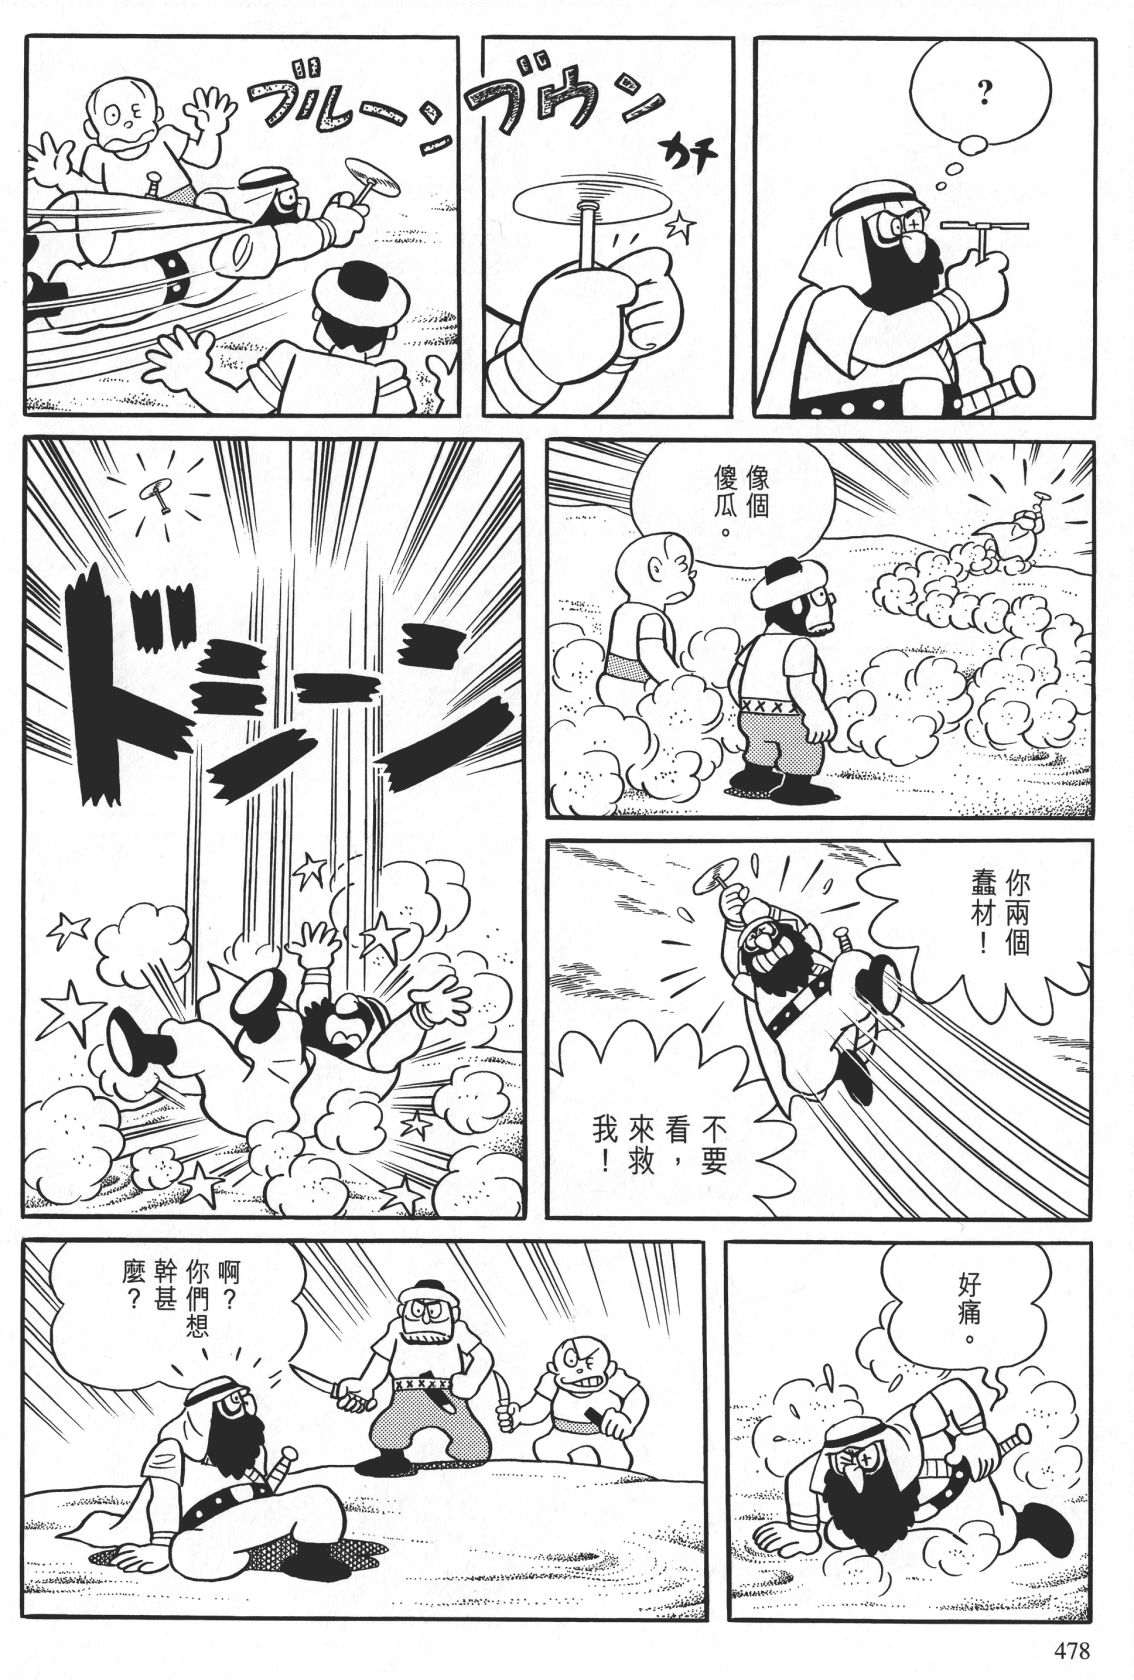 ?
カチ
ブウン
ブルーン
像個
傻瓜。
你兩個
蠢材！
不要
看，
來救
我！
ドシーン
好痛。
啊？
你們想
幹甚
麼？
478